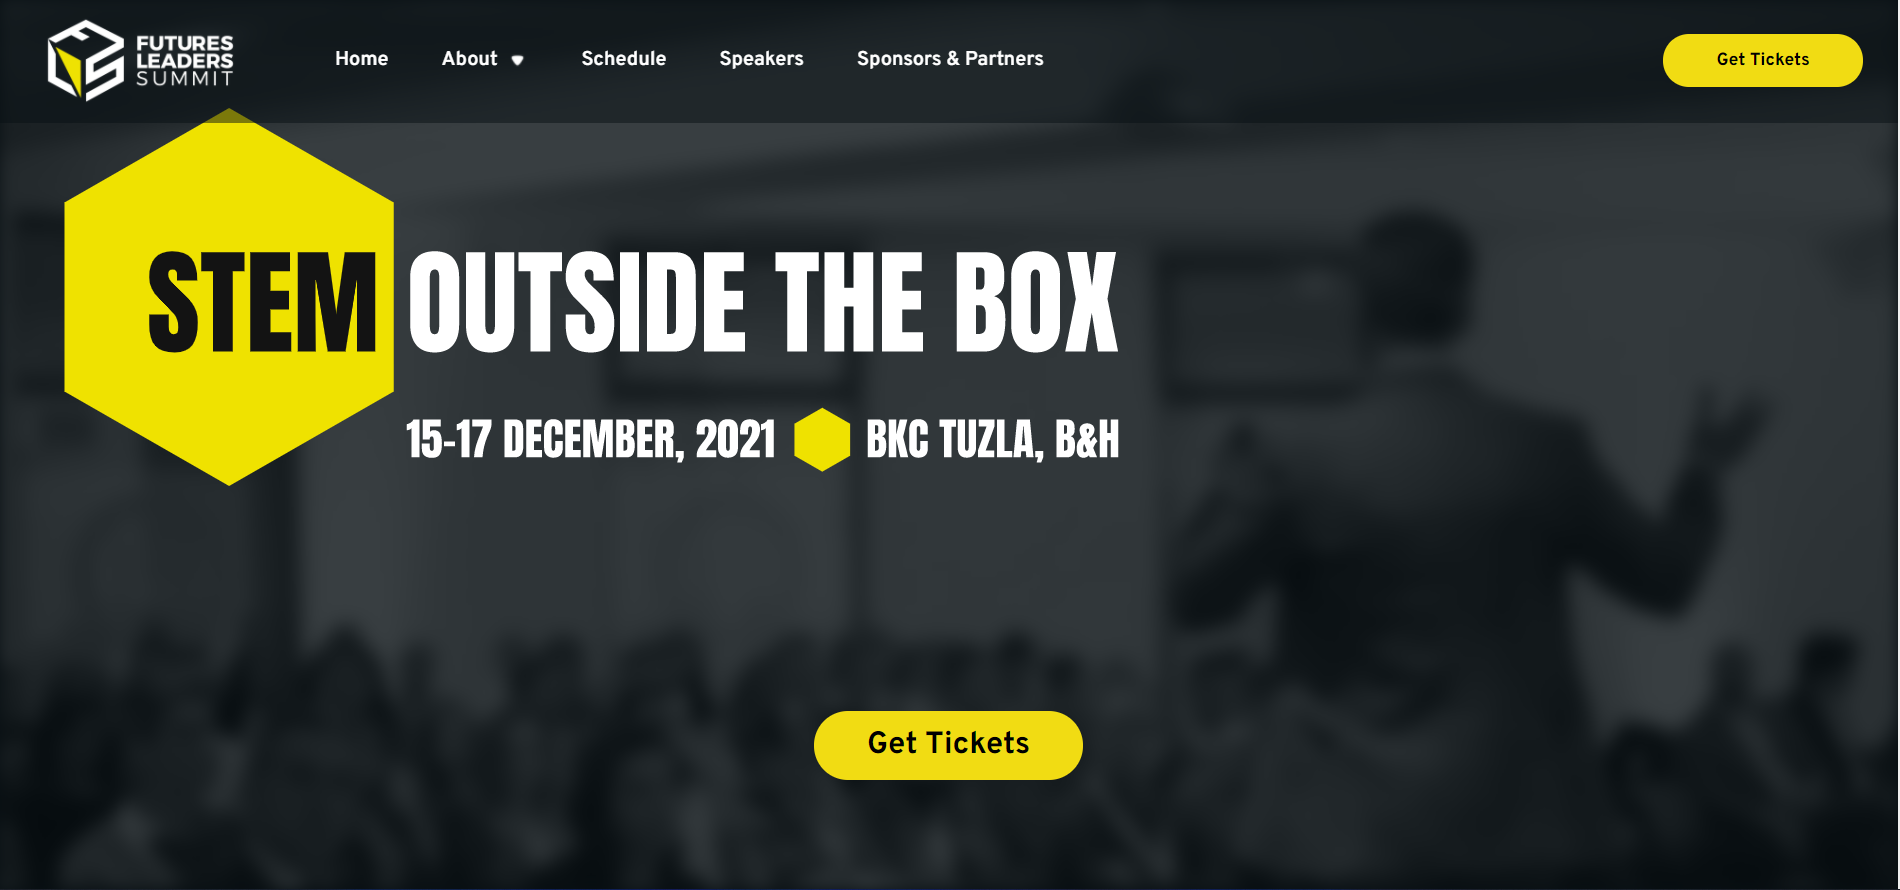 FUTURES
LEADERS
SUMMIT
Home About Schedule Speakers Sponsors & Partners Get Tickets
STEM OUTSIDE THE BOX
15-17 DECEMBER, 2021 BKC TUZLA, B&H
Get Tickets